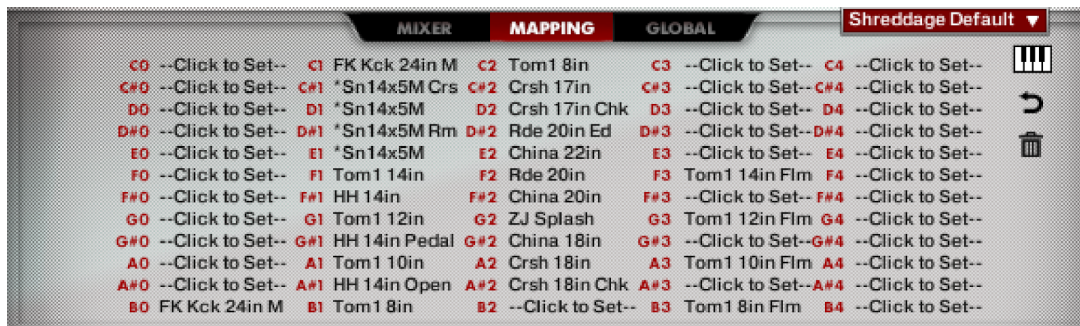 MIXER MAPPING GLOBAL Shreddage Default ▼
C0 --Click to Set-- C1 FK Kck 24in M C2 Tom1 8in C3 --Click to Set-- C4 --Click to Set--
C#0 --Click to Set-- C#1 *Sn14x5M Crs C#2 Crsh 17in C#3 --Click to Set-- C#4 --Click to Set--
D0 --Click to Set-- D1 *Sn14x5M D2 Crsh 17in Chk D3 --Click to Set-- D4 --Click to Set--
D#0 --Click to Set-- D#1 *Sn14x5M Rm D#2 Rde 20in Ed D#3 --Click to Set-- D#4 --Click to Set--
E0 --Click to Set-- E1 *Sn14x5M E2 China 22in E3 --Click to Set-- E4 --Click to Set--
F0 --Click to Set-- F1 Tom1 14in F2 Rde 20in F3 Tom1 14in Flm F4 --Click to Set--
F#0 --Click to Set-- F#1 HH 14in F#2 China 20in F#3 --Click to Set-- F#4 --Click to Set--
G0 --Click to Set-- G1 Tom1 12in G2 ZJ Splash G3 Tom1 12in Flm G4 --Click to Set--
G#0 --Click to Set-- G#1 HH 14in Pedal G#2 China 18in G#3 --Click to Set-- G#4 --Click to Set--
A0 --Click to Set-- A1 Tom1 10in A2 Crsh 18in A3 Tom1 10in Flm A4 --Click to Set--
A#0 --Click to Set-- A#1 HH 14in Open A#2 Crsh 18in Chk A#3 --Click to Set-- A#4 --Click to Set--
B0 FK Kck 24in M B1 Tom1 8in B2 --Click to Set-- B3 Tom1 8in Flm B4 --Click to Set--